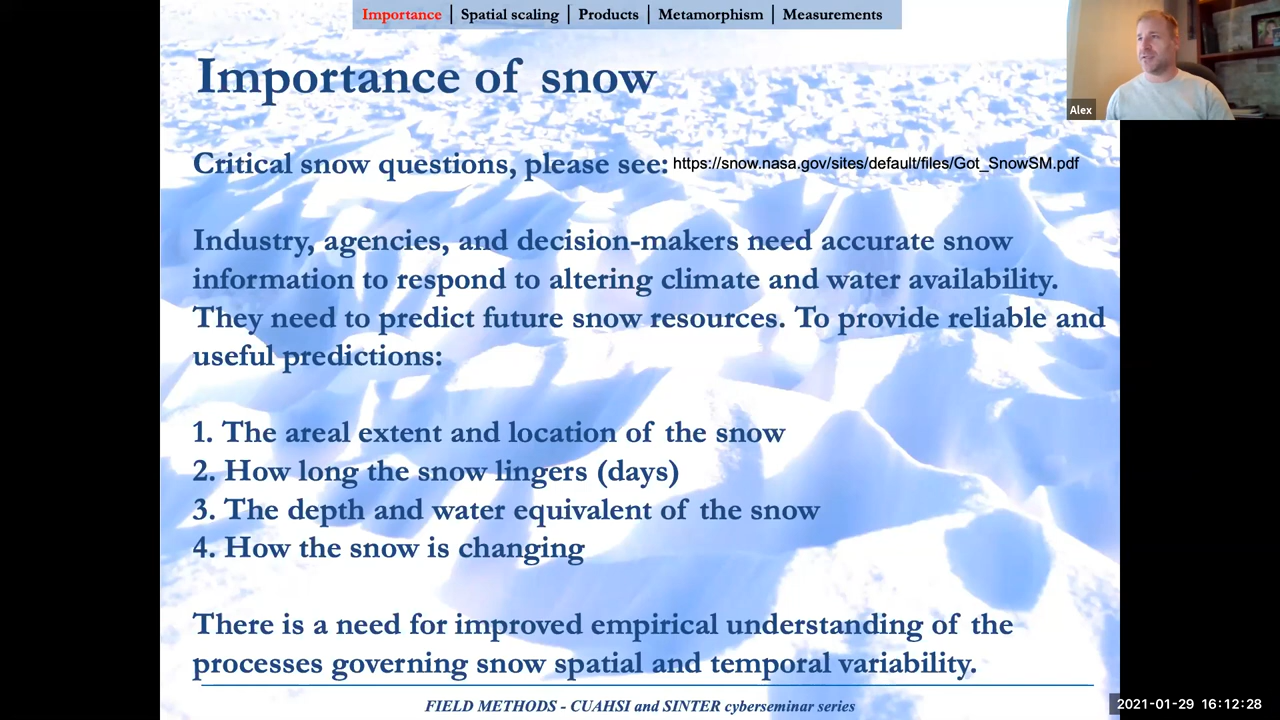 Importance | Spatial scaling | Products | Metamorphism | Measurements
Importance of snow
Alex
Critical snow questions, please see: https://snow.nasa.gov/sites/default/files/Got_SnowSM.pdf
Industry, agencies, and decision-makers need accurate snow
information to respond to altering climate and water availability.
They need to predict future snow resources. To provide reliable and
useful predictions:
1. The areal extent and location of the snow
2. How long the snow lingers (days)
3. The depth and water equivalent of the snow
4. How the snow is changing
There is a need for improved empirical understanding of the
processes governing snow spatial and temporal variability.
FIELD METHODS - CUAHSI and SINTER cyberseminar series
2021-01-29 16:12:28